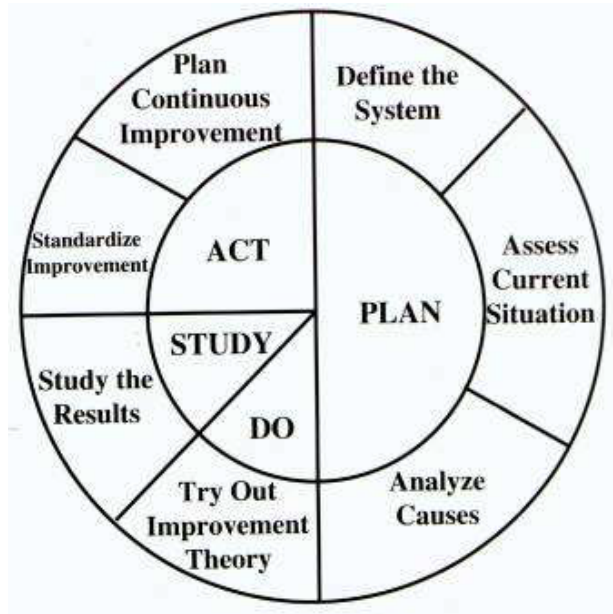 Plan
Continuous
Improvement
Define the
System
Assess
Current
Situation
Analyze
Causes
Try Out
Improvement
Theory
Study the
Results
Standardize
Improvement
ACT
PLAN
STUDY
DO